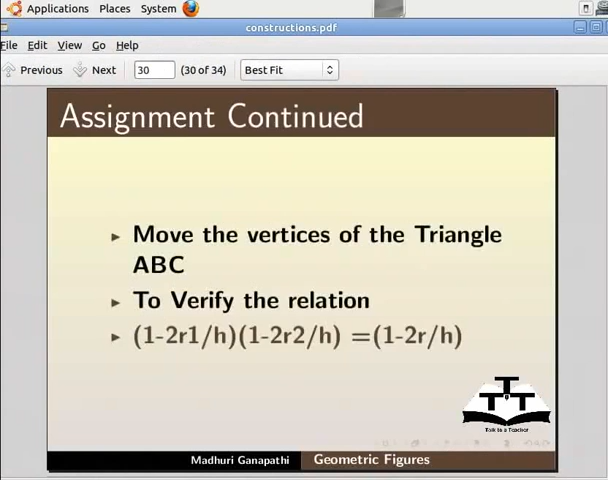 Applications Places System
constructions.pdf
File Edit View Go Help
Previous Next 30 (30 of 34) Best Fit
Assignment Continued
Move the vertices of the Triangle
ABC
To Verify the relation
(1-2r1/h)(1-2r2/h) =(1-2r/h)
T
T T
Talk to a Teacher
Madhuri Ganapathi Geometric Figures